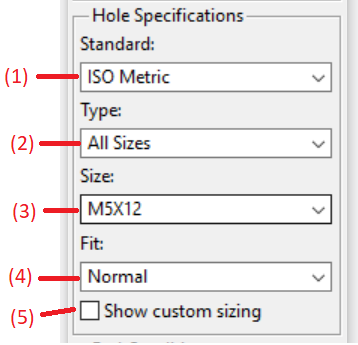 Hole Specifications
Standard:
(1) ISO Metric
Type:
(2) All Sizes
Size:
(3) M5X12
Fit:
(4) Normal
(5) Show custom sizing